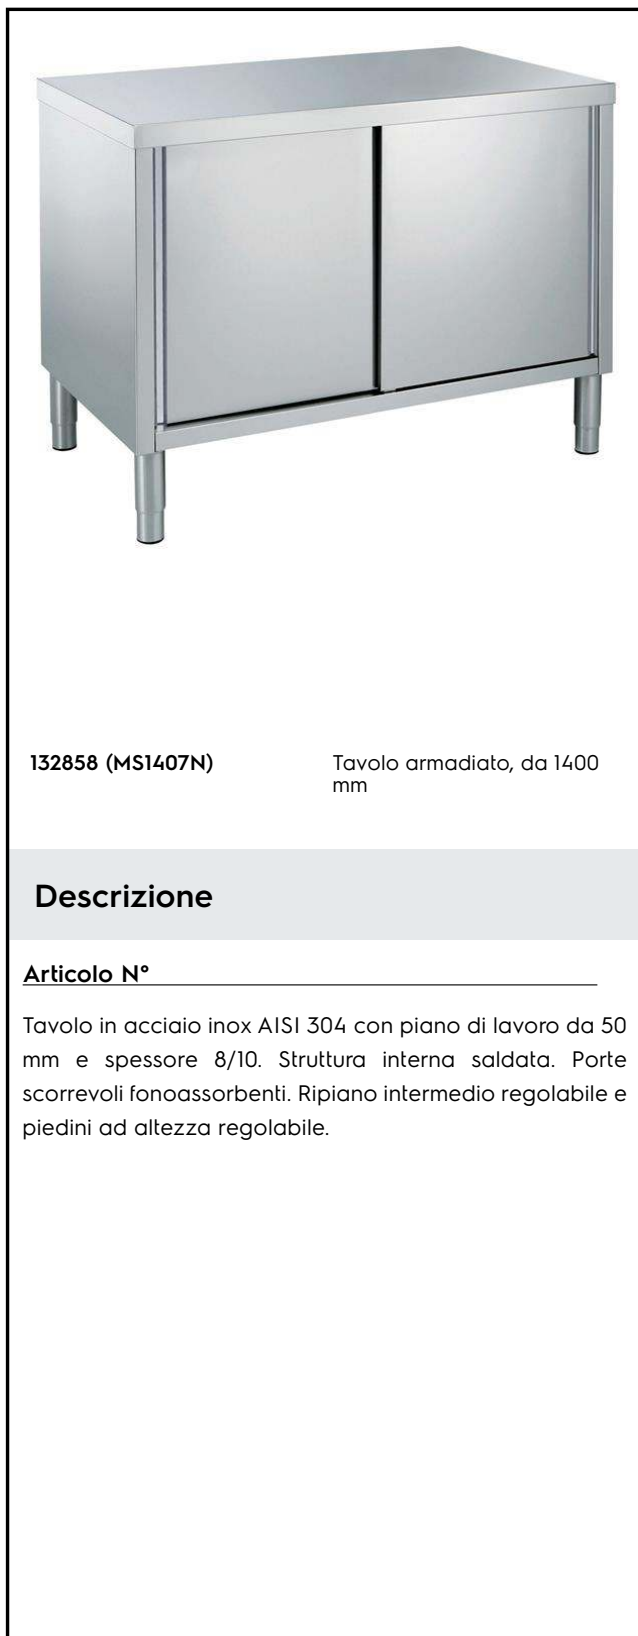 132858 (MS1407N)
Tavolo armadiato, da 1400
mm
Descrizione
Articolo N°
Tavolo in acciaio inox AISI 304 con piano di lavoro da 50
mm e spessore 8/10. Struttura interna saldata. Porte
scorrevoli fonoassorbenti. Ripiano intermedio regolabile e
piedini ad altezza regolabile.